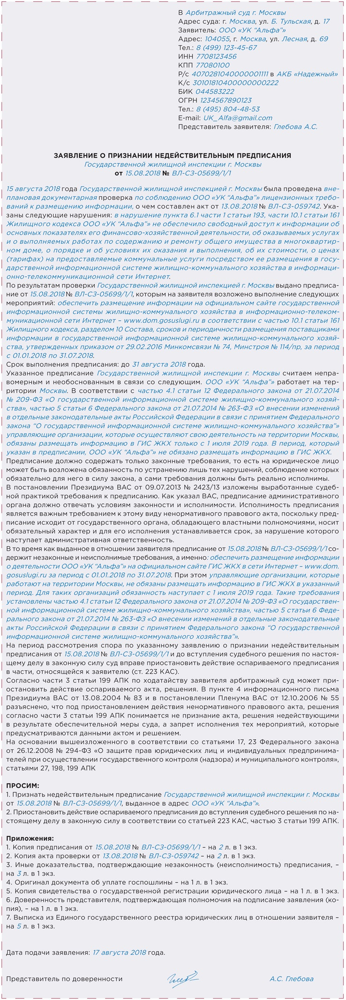 В Арбитражный суд г. Москвы
Адрес суда: г. Москва, ул. Б. Тульская, д. 17
Заявитель: ООО «УК “Альфа”»
Адрес: 104055, г. Москва, ул. Лесная, д. 69
Тел.: 8 (499) 123-45-67
ИНН 7708123456
КПП 77080100
Р/с 4070281040000001111 в АКБ «Надежный»
К/с 30101810400000000222
БИК 044583222
ОГРН 1234567890123
Тел.: 8 (495) 804-48-53
E-mail: UK_Alfa@gmail.com
Представитель заявителя: Глебова А.С.
ЗАЯВЛЕНИЕ О ПРИЗНАНИИ НЕДЕЙСТВИТЕЛЬНЫМ ПРЕДПИСАНИЯ
Государственной жилищной инспекции г. Москвы
от 15.08.2018 № ВЛ-СЗ-05699/1/1
15 августа 2018 года Государственной жилищной инспекцией г. Москвы была проведена вне-
плановая документарная проверка по соблюдению ООО «УК “Альфа”» лицензионных требо-
ваний к размещению информации, о чем составлен акт от 13.08.2018 № ВЛ-СЗ-059742. Ука-
заны следующие нарушения: в нарушение пункта 6.1 части 1 статьи 193, части 10.1 статьи 161
Жилищного кодекса ООО «УК “Альфа”» не обеспечило свободный доступ к информации об
основных показателях его финансово-хозяйственной деятельности, об оказываемых услугах
и о выполняемых работах по содержанию и ремонту общего имущества в многоквартир-
ном доме, о порядке и об условиях их оказания и выполнения, об их стоимости, о ценах
(тарифах) на предоставляемые коммунальные услуги посредством ее размещения в госу-
дарственной информационной системе жилищно-коммунального хозяйства в информаци-
онно-телекоммуникационной сети Интернет.
По результатам проверки Государственной жилищной инспекцией г. Москвы выдано предписа-
ние от 15.08.2018 № ВЛ-СЗ-05699/1/1, которым на заявителя возложено выполнение следующих
мероприятий: обеспечить размещение информации на официальном сайте государственной
информационной системы жилищно-коммунального хозяйства в информационно-телеком-
муникационной сети Интернет – www.dom.gosuslugi.ru в соответствии с частью 10.1 статьи 161
Жилищного кодекса, разделом 10 Состава, сроков и периодичности размещения поставщиками
информации в государственной информационной системе жилищно-коммунального хозяй-
ства, утвержденных приказом от 29.02.2016 Минкомсвязи № 74, Минстроя № 114/пр, за период
с 01.01.2018 по 31.07.2018.
Срок выполнения предписания: до 31 августа 2018 года.
Указанное предписание Государственной жилищной инспекции г. Москвы считаем непра-
вомерным и необоснованным в связи со следующим. ООО «УК “Альфа”» работает на тер-
ритории Москвы. В соответствии с частью 4.1 статьи 12 Федерального закона от 21.07.2014
№ 209-ФЗ «О государственной информационной системе жилищно-коммунального хозяй-
ства», частью 5 статьи 6 Федерального закона от 21.07.2014 № 263-ФЗ «О внесении изменений
в отдельные законодательные акты Российской Федерации в связи с принятием Федерального
закона “О государственной информационной системе жилищно-коммунального хозяйства”»
управляющие организации, которые осуществляют свою деятельность на территории Москвы,
обязаны размещать информацию в ГИС ЖКХ только с 1 июля 2019 года. В период, который
указан в предписании, ООО «УК “Альфа”» не обязано размещать информацию в ГИС ЖКХ.
Предписание должно содержать только законные требования, то есть на юридическое лицо
может быть возложена обязанность по устранению лишь тех нарушений, соблюдение которых
обязательно для него в силу закона, а сами требования должны быть реально исполнимы.
В постановлении Президиума ВАС от 09.07.2013 № 2423/13 изложены выработанные судеб-
ной практикой требования к предписанию. Как указал ВАС, предписание административного
органа должно отвечать условиям законности и исполнимости. Исполнимость предписания
является важным требованием к этому виду ненормативного правового акта, поскольку пред-
писание исходит от государственного органа, обладающего властными полномочиями, носит
обязательный характер и для его исполнения устанавливается срок, за нарушение которого
наступает административная ответственность.
В то время как выданное в отношении заявителя предписание от 15.08.2018 № ВЛ-СЗ-05699/1/1 со-
держит незаконные и неисполнимые требования, а именно: обеспечить размещение информации
о деятельности ООО «УК “Альфа”» на официальном сайте ГИС ЖКХ в сети Интернет – www.dom.
gosuslugi.ru за период с 01.01.2018 по 31.07.2018. При этом управляющие организации, которые
работают на территории Москвы, не обязаны размещать информацию в ГИС ЖКХ в указанный
период. Для таких организаций обязанность наступает с 1 июля 2019 года. Такие требования
установлены частью 4.1 статьи 12 Федерального закона от 21.07.2014 № 209-ФЗ «О государствен-
ной информационной системе жилищно-коммунального хозяйства», частью 5 статьи 6 Феде-
рального закона от 21.07.2014 № 263-ФЗ «О внесении изменений в отдельные законодательные
акты Российской Федерации в связи с принятием Федерального закона “О государственной
информационной системе жилищно-коммунального хозяйства”».
На период рассмотрения спора по указанному заявлению о признании недействительным
предписания от 15.08.2018 № ВЛ-СЗ-05699/1/1 и до вступления судебного решения по настоя-
щему делу в законную силу суд вправе приостановить действие оспариваемого предписания
в части, относящейся к заявителю (ст. 223 КАС).
Согласно части 3 статьи 199 АПК по ходатайству заявителя арбитражный суд может при-
остановить действие оспариваемого акта, решения. В пункте 4 информационного письма
Президиума ВАС от 13.08.2004 № 83 и в постановлении Пленума ВАС от 12.10.2006 № 55
разъяснено, что под приостановлением действия ненормативного правового акта, решения
согласно части 3 статьи 199 АПК понимается не признание акта, решения недействующими
в результате обеспечительной меры суда, а запрет исполнения тех мероприятий, которые
предусматриваются данными актом и решением.
На основании вышеизложенного в соответствии со статьями 17, 23 Федерального закона
от 26.12.2008 № 294-ФЗ «О защите прав юридических лиц и индивидуальных предпринима-
телей при осуществлении государственного контроля (надзора) и муниципального контроля»,
статьями 27, 198, 199 АПК
ПРОСИМ:
1. Признать недействительным предписание Государственной жилищной инспекции г. Москвы
от 15.08.2018 № ВЛ-СЗ-05699/1/1, выданное в адрес ООО «УК “Альфа”».
2. Приостановить действие оспариваемого предписания до вступления судебного решения по на-
стоящему делу в законную силу в соответствии со статьей 223 КАС, частью 3 статьи 199 АПК.
Приложения:
1. Копия предписания от 15.08.2018 № ВЛ-СЗ-05699/1/1 – на 2 л. в 1 экз.
2. Копия акта проверки от 13.08.2018 № ВЛ-СЗ-059742 – на 2 л. в 1 экз.
3. Иные доказательства, подтверждающие незаконность (неисполнимость) предписания, –
на 3 л. в 1 экз.
4. Оригинал документа об уплате госпошлины – на 1 л. в 1 экз.
5. Копия свидетельства о государственной регистрации юридического лица – на 1 л. в 1 экз.
6. Доверенность представителя, подтверждающая полномочия на подписание заявления (ко-
пия), – на 1 л. в 1 экз.
7. Выписка из Единого государственного реестра юридических лиц в отношении заявителя –
на 5 л. в 1 экз.
Дата подачи заявления: 17 августа 2018 года.
Представитель по доверенности А.С. Глебова